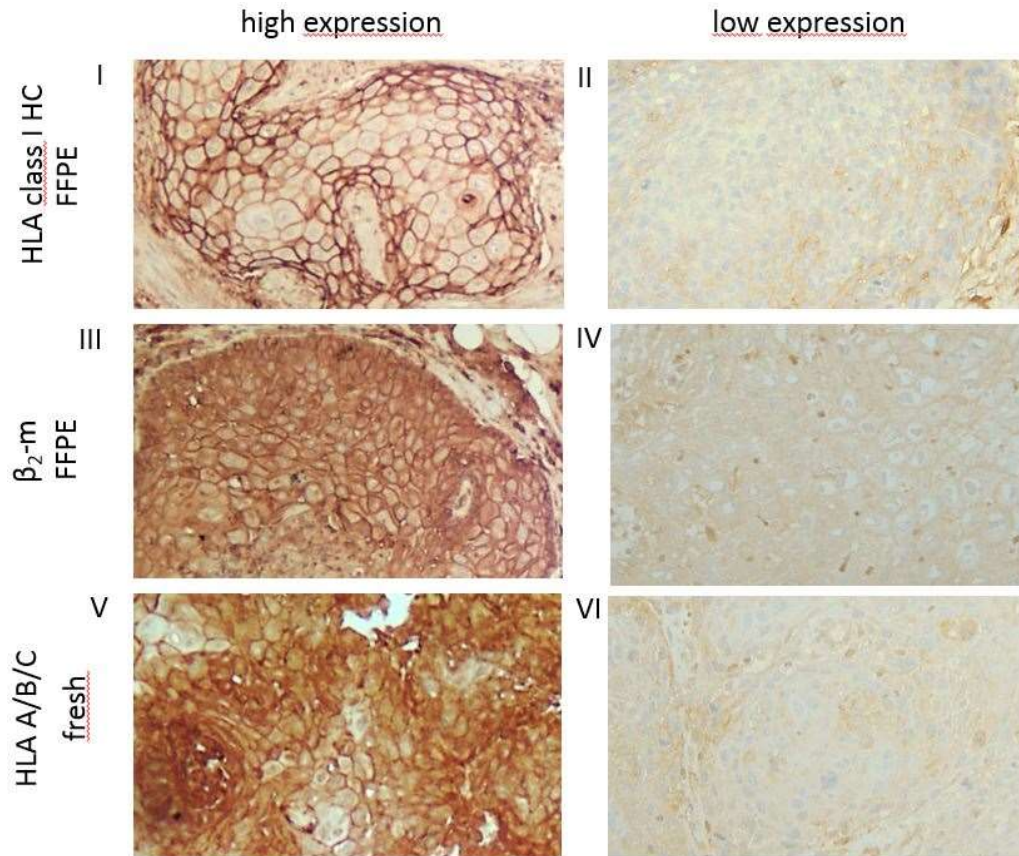 high expression
low expression
I
II
HLA class I HC
FFPE
III
IV
β₂-m
FFPE
V
VI
HLA A/B/C
fresh